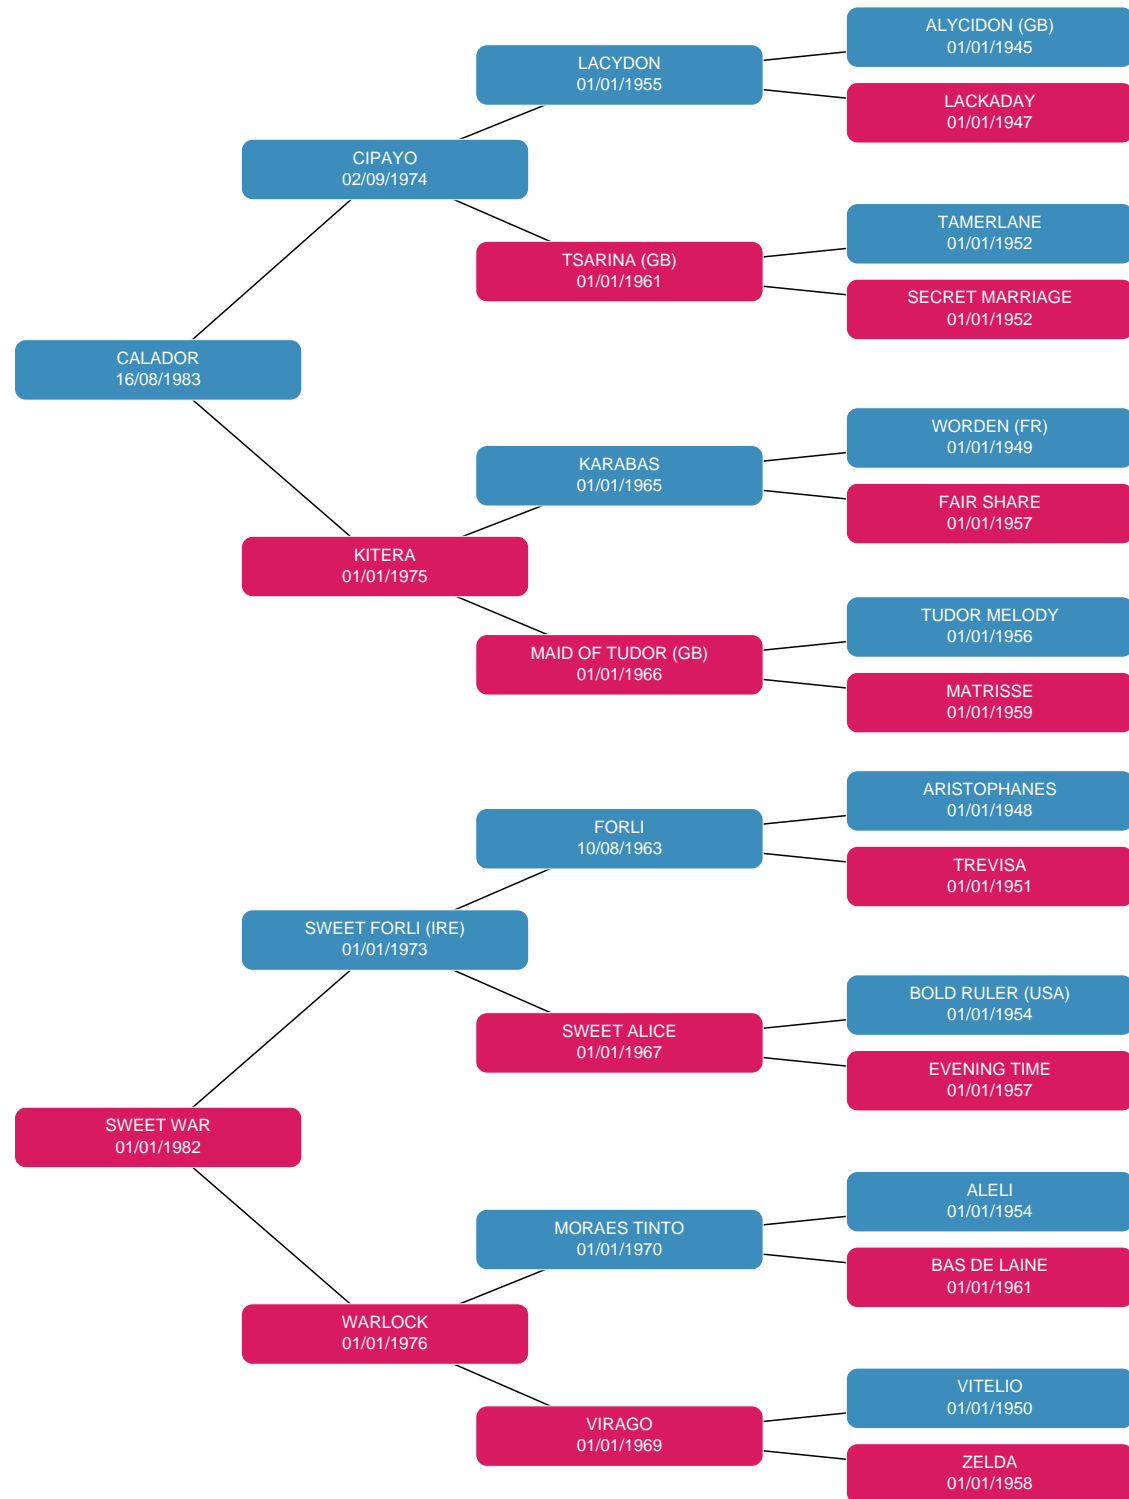 ALYCIDON (GB)
01/01/1945
LACYDON
01/01/1955
LACKADAY
01/01/1947
CIPAYO
02/09/1974
TAMERLANE
01/01/1952
TSARINA (GB)
01/01/1961
SECRET MARRIAGE
01/01/1952
CALADOR
16/08/1983
WORDEN (FR)
01/01/1949
KARABAS
01/01/1965
FAIR SHARE
01/01/1957
KITERA
01/01/1975
TUDOR MELODY
01/01/1956
MAID OF TUDOR (GB)
01/01/1966
MATRISSE
01/01/1959
ARISTOPHANES
01/01/1948
FORLI
10/08/1963
TREVISA
01/01/1951
SWEET FORLI (IRE)
01/01/1973
BOLD RULER (USA)
01/01/1954
SWEET ALICE
01/01/1967
EVENING TIME
01/01/1957
SWEET WAR
01/01/1982
ALELI
01/01/1954
MORAES TINTO
01/01/1970
BAS DE LAINE
01/01/1961
WARLOCK
01/01/1976
VITELIO
01/01/1950
VIRAGO
01/01/1969
ZELDA
01/01/1958